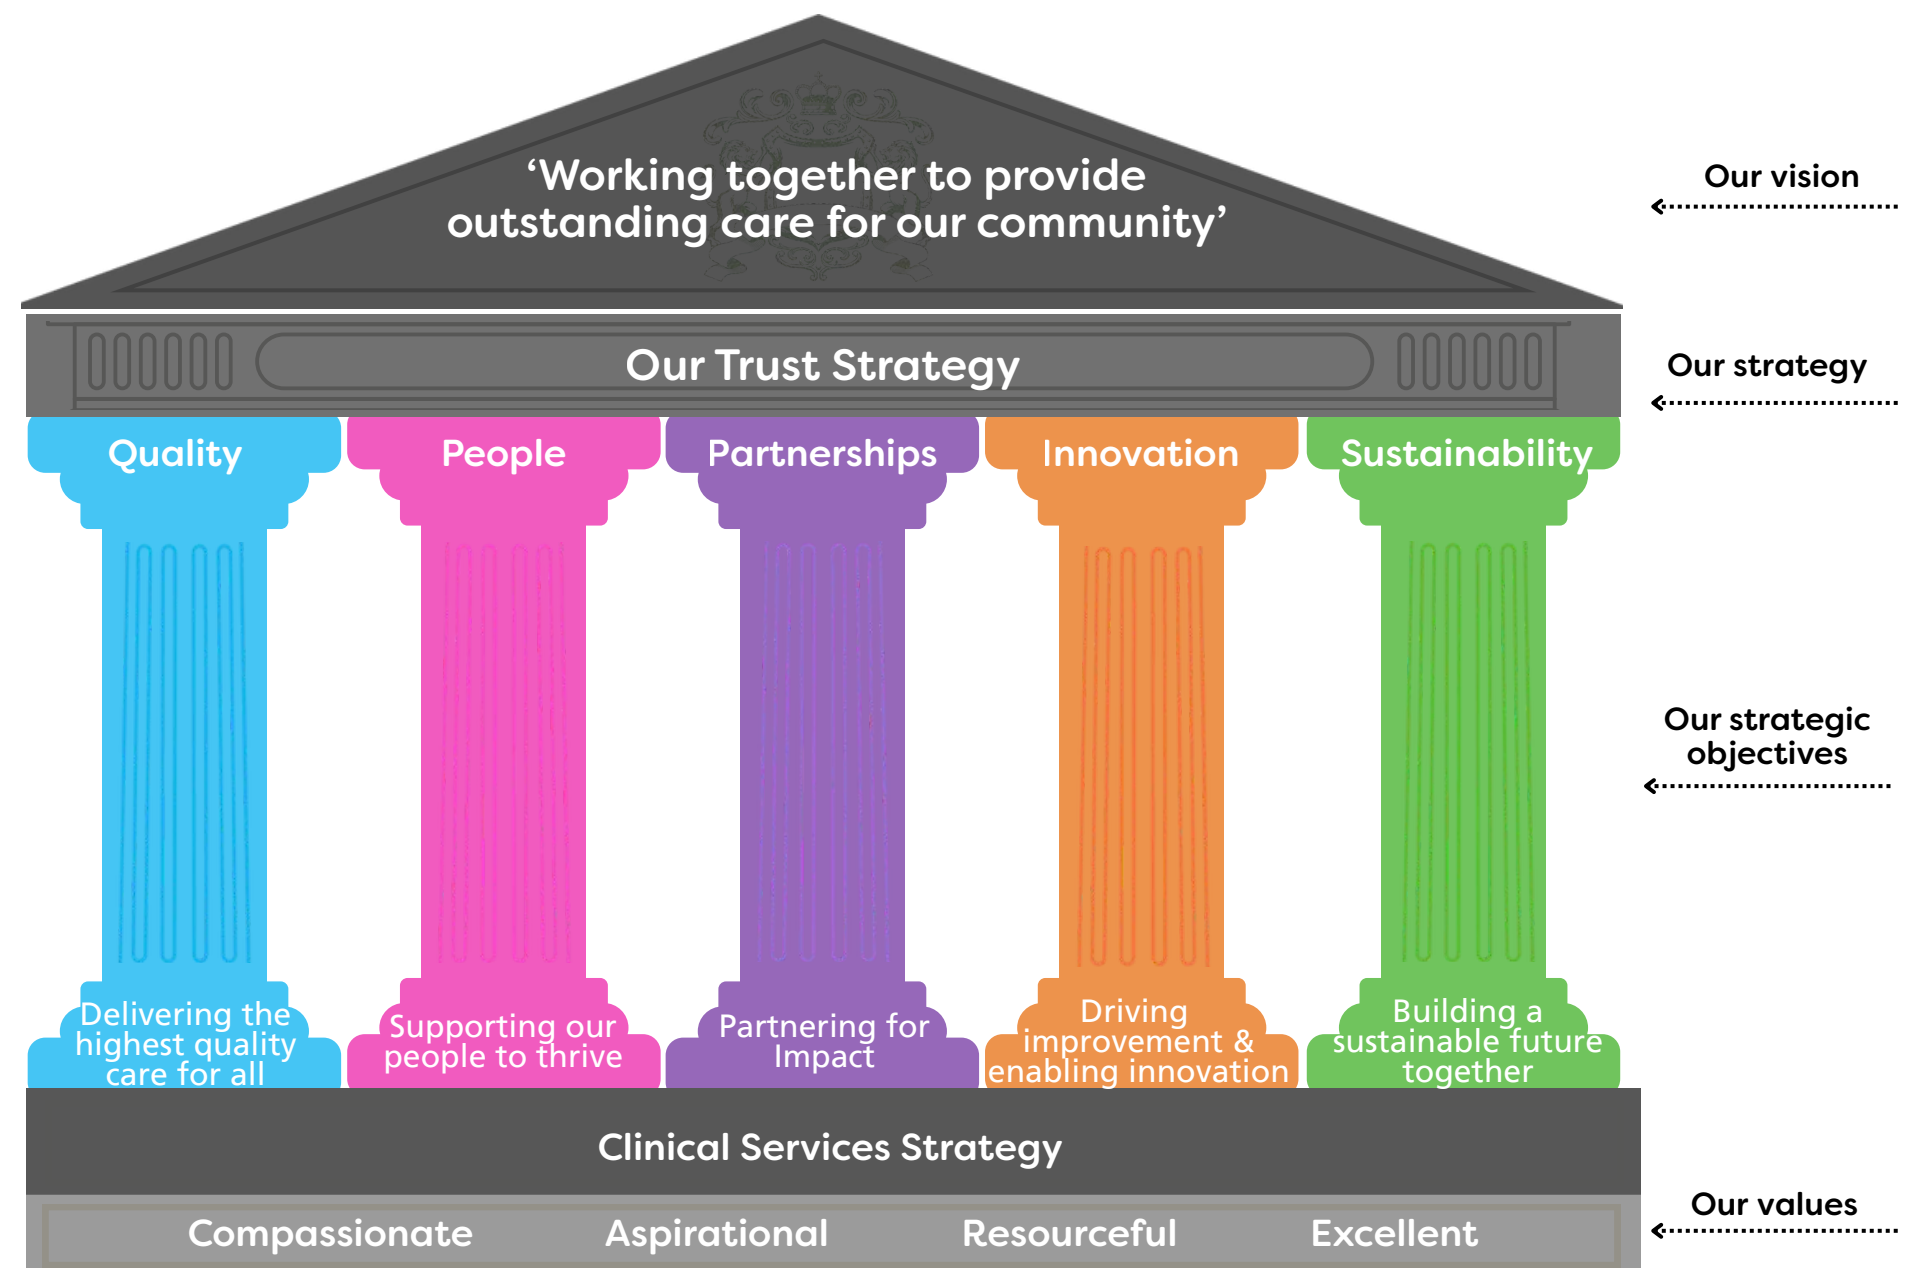 ‘Working together to provide
outstanding care for our community’
Our vision
Our Trust Strategy
Our strategy
Quality
People
Partnerships
Innovation
Sustainability
Our strategic
objectives
Delivering the
highest quality
care for all
Supporting our
people to thrive
Partnering for
Impact
Driving
improvement &
enabling innovation
Building a
sustainable future
together
Clinical Services Strategy
Our values
Compassionate
Aspirational
Resourceful
Excellent